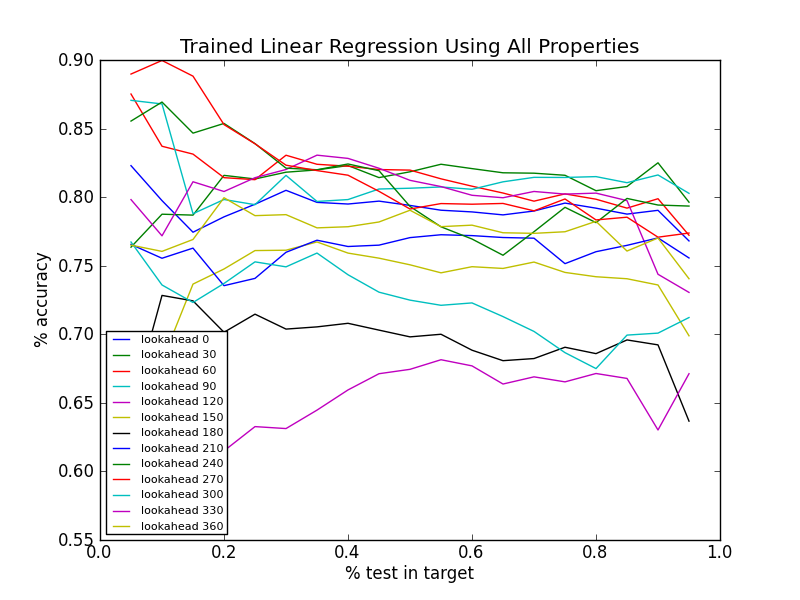 Trained Linear Regression Using All Properties
0.90
0.85
0.80
0.75
0.70
0.65
0.60
0.55
% accuracy
lookahead 0
lookahead 30
lookahead 60
lookahead 90
lookahead 120
lookahead 150
lookahead 180
lookahead 210
lookahead 240
lookahead 270
lookahead 300
lookahead 330
lookahead 360
0.0 0.2 0.4 0.6 0.8 1.0
% test in target